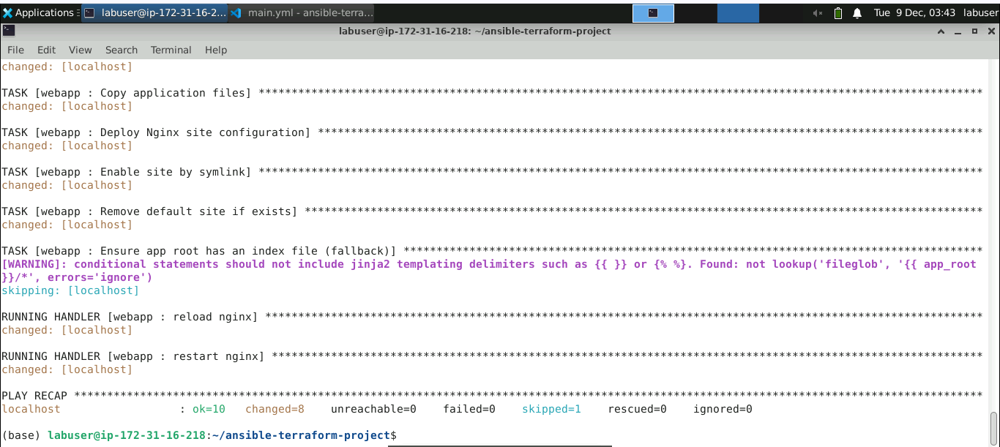 Applications
labuser@ip-172-31-16-2...
main.yml - ansible-terra...
Tue 9 Dec, 03:43 labuser
labuser@ip-172-31-16-218: ~/ansible-terraform-project
File Edit View Search Terminal Help
changed: [localhost]
TASK [webapp : Copy application files] **************************************************************************************************************
changed: [localhost]
TASK [webapp : Deploy Nginx site configuration] *****************************************************************************************************
changed: [localhost]
TASK [webapp : Enable site by symlink] **************************************************************************************************************
changed: [localhost]
TASK [webapp : Remove default site if exists] *******************************************************************************************************
changed: [localhost]
TASK [webapp : Ensure app root has an index file (fallback)] ****************************************************************************************
[WARNING]: conditional statements should not include jinja2 templating delimiters such as {{ }} or {% %}. Found: not lookup('fileglob', '{{ app_root
}}/*', errors='ignore')
skipping: [localhost]
RUNNING HANDLER [webapp : reload nginx] *************************************************************************************************************
changed: [localhost]
RUNNING HANDLER [webapp : restart nginx] ************************************************************************************************************
changed: [localhost]
PLAY RECAP ******************************************************************************************************************************************
localhost                  : ok=10   changed=8    unreachable=0    failed=0    skipped=1    rescued=0    ignored=0
(base) labuser@ip-172-31-16-218:~/ansible-terraform-project$